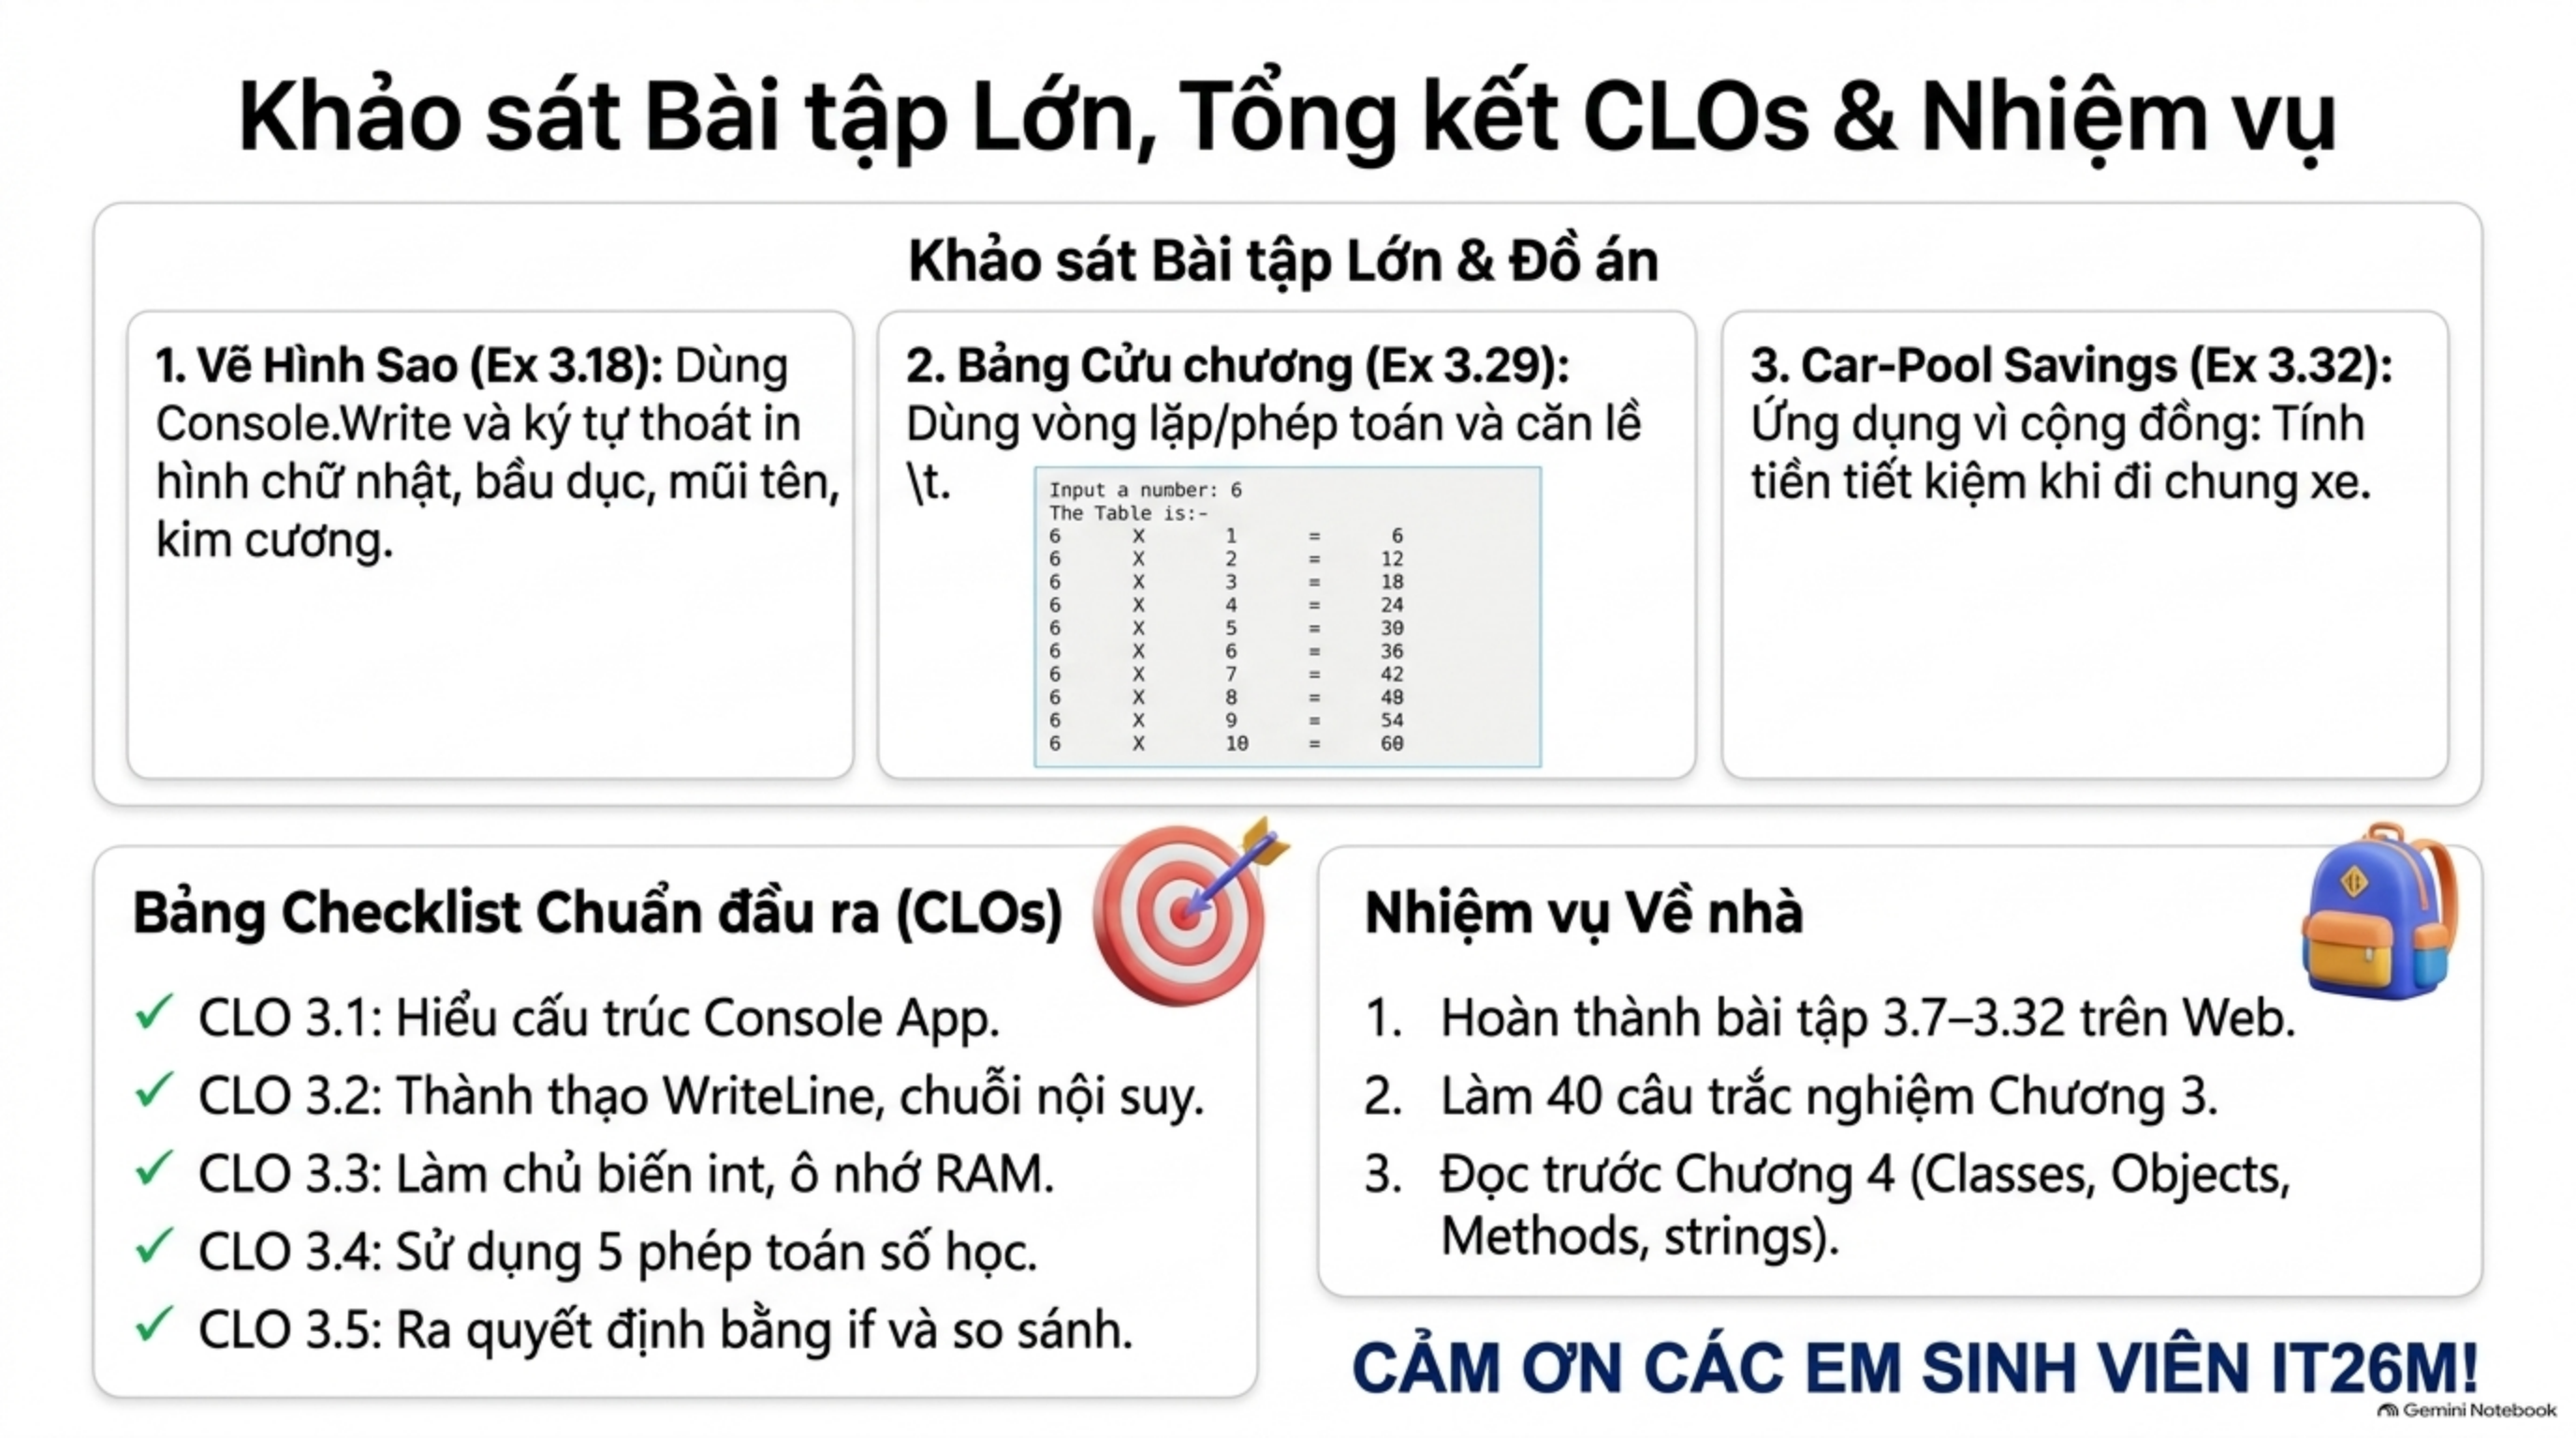 Khảo sát Bài tập Lớn, Tổng kết CLOs & Nhiệm vụ
Khảo sát Bài tập Lớn & Đồ án
1. Vẽ Hình Sao (Ex 3.18): Dùng
Console.Write và ký tự thoát in
hình chữ nhật, bầu dục, mũi tên,
kim cương.
2. Bảng Cửu chương (Ex 3.29):
Dùng vòng lặp/phép toán và căn lề
\t.
Input a number: 6
The Table is:-
6 X 1 = 6
6 X 2 = 12
6 X 3 = 18
6 X 4 = 24
6 X 5 = 30
6 X 6 = 36
6 X 7 = 42
6 X 8 = 48
6 X 9 = 54
6 X 10 = 60
3. Car-Pool Savings (Ex 3.32):
Ứng dụng vì cộng đồng: Tính
tiền tiết kiệm khi đi chung xe.
Bảng Checklist Chuẩn đầu ra (CLOs)
✓ CLO 3.1: Hiểu cấu trúc Console App.
✓ CLO 3.2: Thành thạo WriteLine, chuỗi nội suy.
✓ CLO 3.3: Làm chủ biến int, ô nhớ RAM.
✓ CLO 3.4: Sử dụng 5 phép toán số học.
✓ CLO 3.5: Ra quyết định bằng if và so sánh.
Nhiệm vụ Về nhà
1. Hoàn thành bài tập 3.7–3.32 trên Web.
2. Làm 40 câu trắc nghiệm Chương 3.
3. Đọc trước Chương 4 (Classes, Objects,
Methods, strings).
CẢM ƠN CÁC EM SINH VIÊN IT26M!
Gemini Notebook